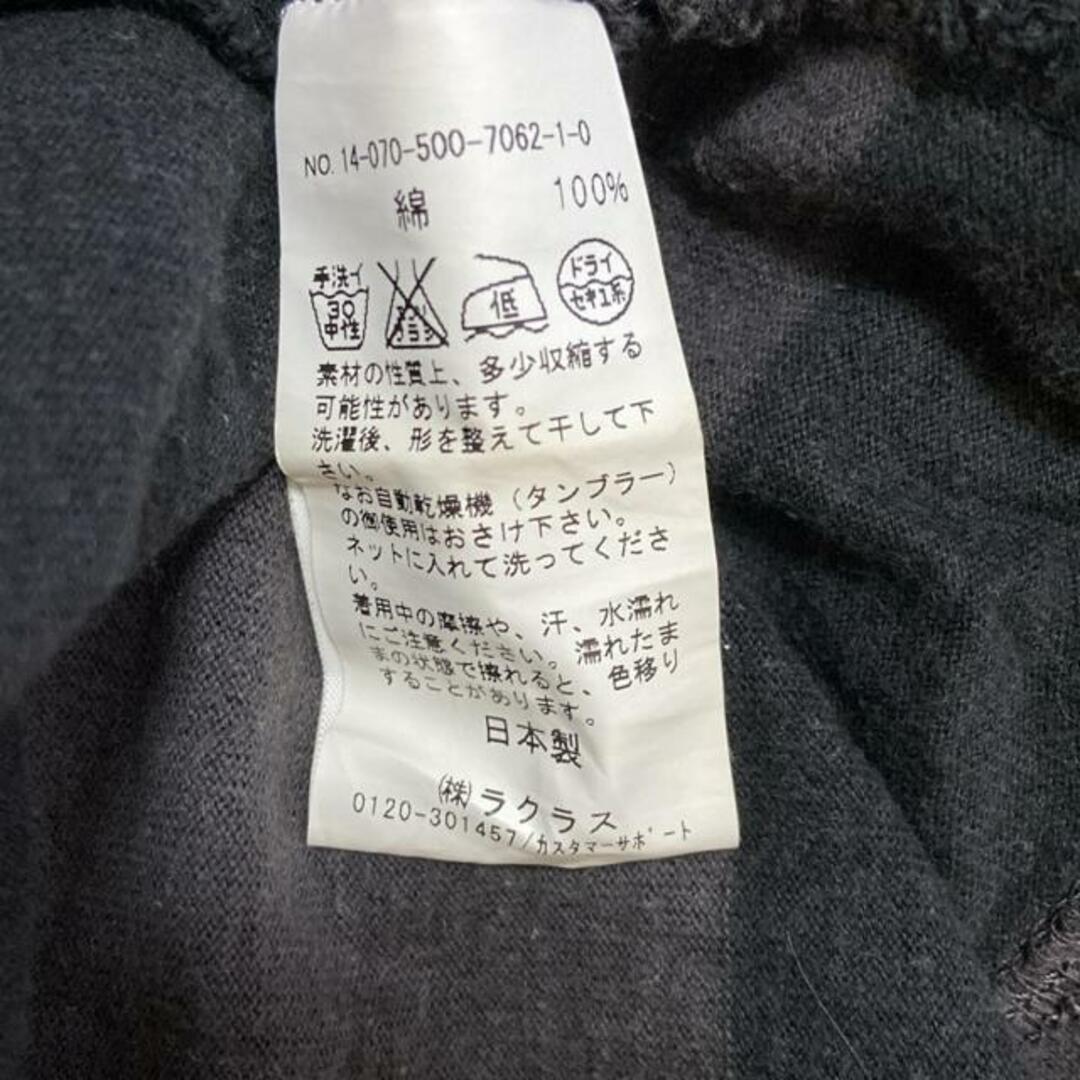 NO. 14-070-500-7062-1-0
綿 100%
手洗イ
30
中性
エンソサラシ
低
ドライ
セキユ系
素材の性質上、多少収縮する
可能性があります。
洗濯後、形を整えて干して下
さい。
なお自動乾燥機（タンブラー）
の御使用はおさけ下さい。
ネットに入れて洗ってくださ
い。
着用中の摩擦や、汗、水濡れ
にご注意ください。濡れたま
まの状態で擦れると、色移り
することがあります。
日本製
(株)ラクラス
0120-301457/カスタマーサポート